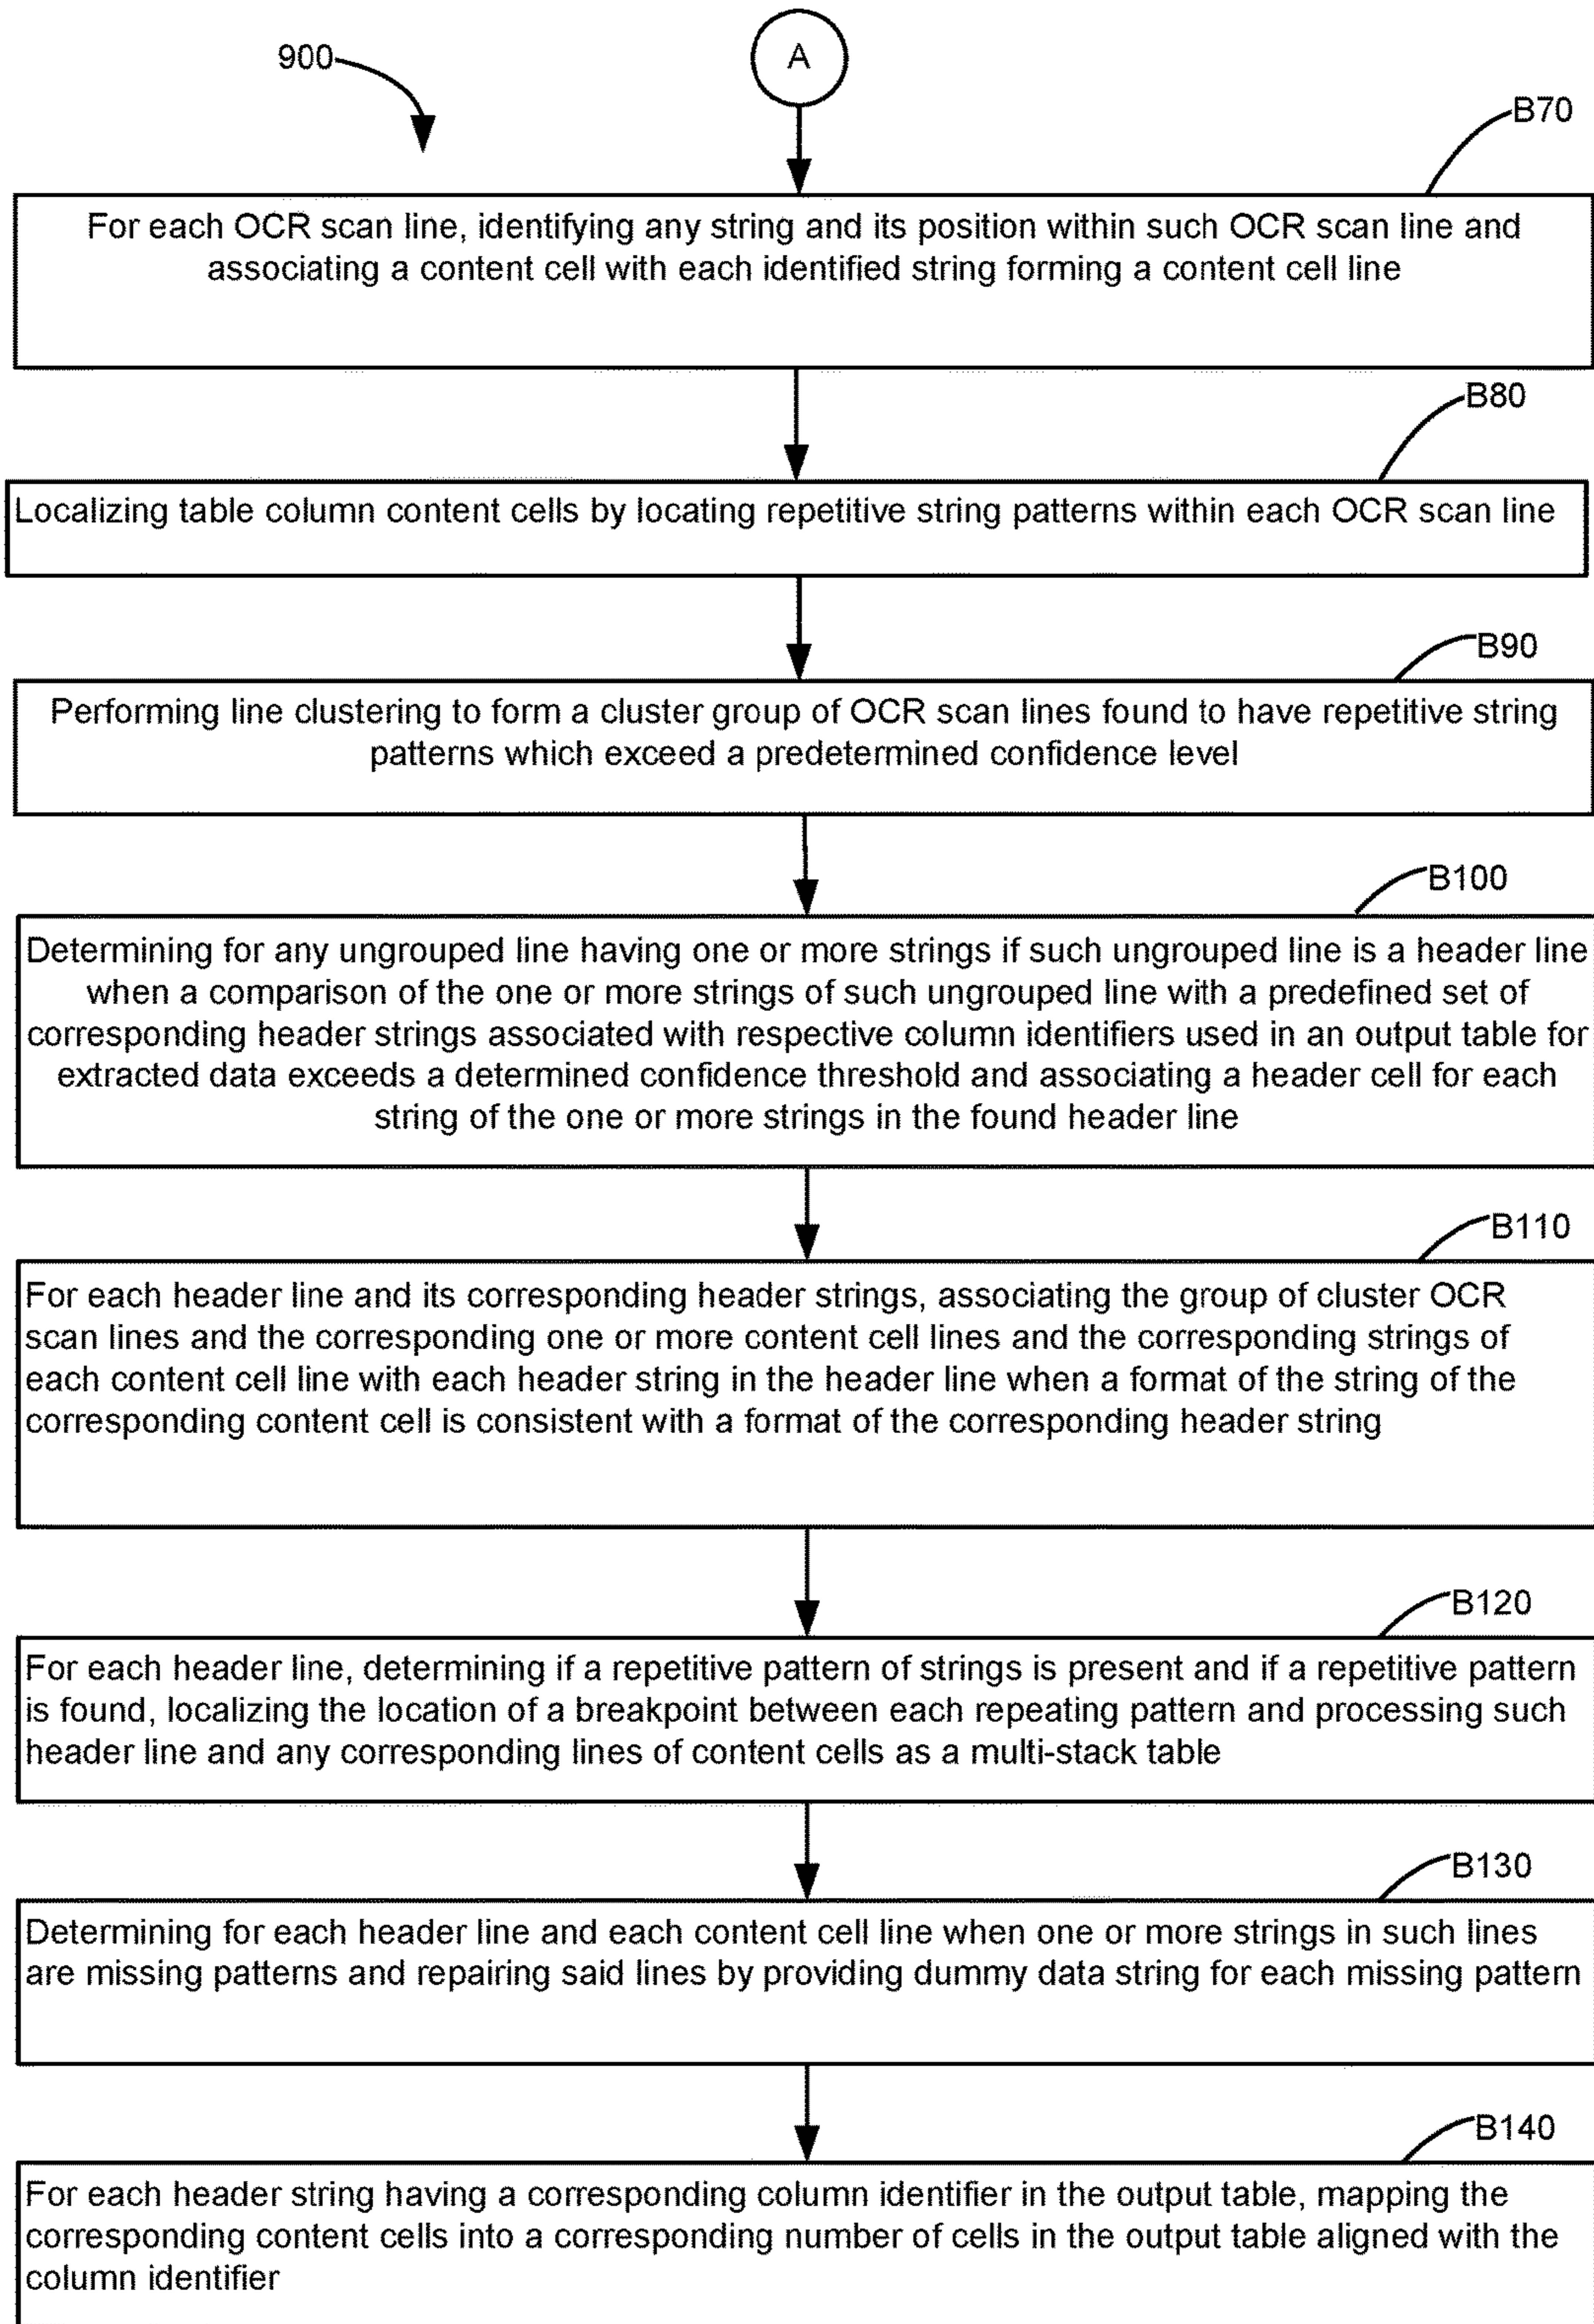 900
A
B70
For each OCR scan line, identifying any string and its position within such OCR scan line and
associating a content cell with each identified string forming a content cell line
B80
Localizing table column content cells by locating repetitive string patterns within each OCR scan line
B90
Performing line clustering to form a cluster group of OCR scan lines found to have repetitive string
patterns which exceed a predetermined confidence level
B100
Determining for any ungrouped line having one or more strings if such ungrouped line is a header line
when a comparison of the one or more strings of such ungrouped line with a predefined set of
corresponding header strings associated with respective column identifiers used in an output table for
extracted data exceeds a determined confidence threshold and associating a header cell for each
string of the one or more strings in the found header line
B110
For each header line and its corresponding header strings, associating the group of cluster OCR
scan lines and the corresponding one or more content cell lines and the corresponding strings of
each content cell line with each header string in the header line when a format of the string of the
corresponding content cell is consistent with a format of the corresponding header string
B120
For each header line, determining if a repetitive pattern of strings is present and if a repetitive pattern
is found, localizing the location of a breakpoint between each repeating pattern and processing such
header line and any corresponding lines of content cells as a multi-stack table
B130
Determining for each header line and each content cell line when one or more strings in such lines
are missing patterns and repairing said lines by providing dummy data string for each missing pattern
B140
For each header string having a corresponding column identifier in the output table, mapping the
corresponding content cells into a corresponding number of cells in the output table aligned with the
column identifier